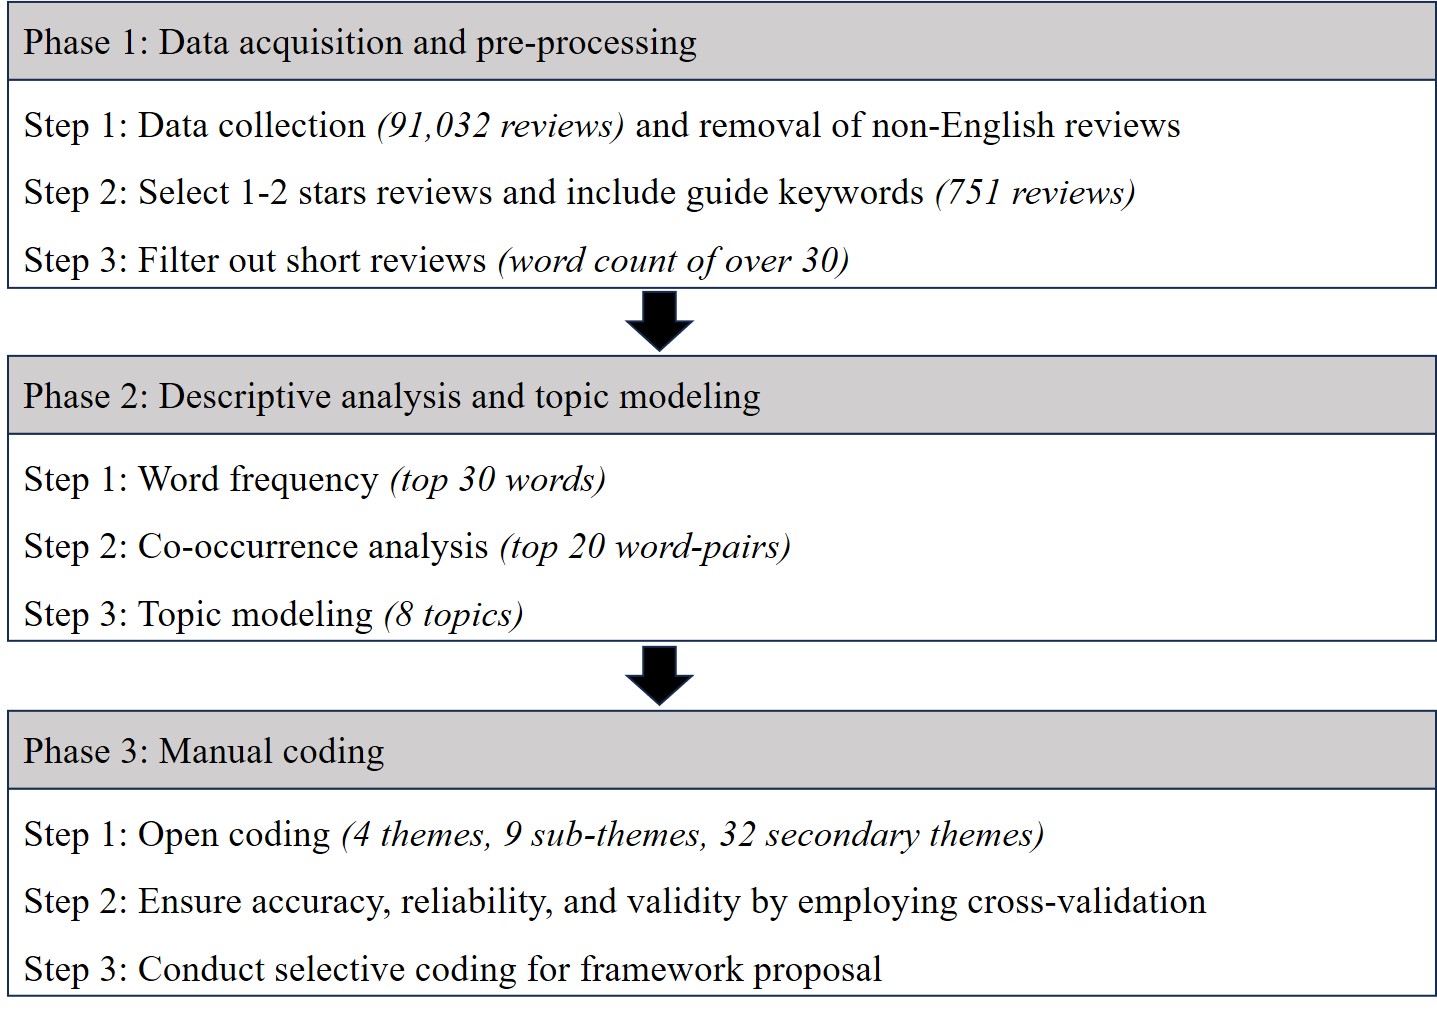 Phase 1: Data acquisition and pre-processing
Step 1: Data collection (91,032 reviews) and removal of non-English reviews
Step 2: Select 1-2 stars reviews and include guide keywords (751 reviews)
Step 3: Filter out short reviews (word count of over 30)
Phase 2: Descriptive analysis and topic modeling
Step 1: Word frequency (top 30 words)
Step 2: Co-occurrence analysis (top 20 word-pairs)
Step 3: Topic modeling (8 topics)
Phase 3: Manual coding
Step 1: Open coding (4 themes, 9 sub-themes, 32 secondary themes)
Step 2: Ensure accuracy, reliability, and validity by employing cross-validation
Step 3: Conduct selective coding for framework proposal